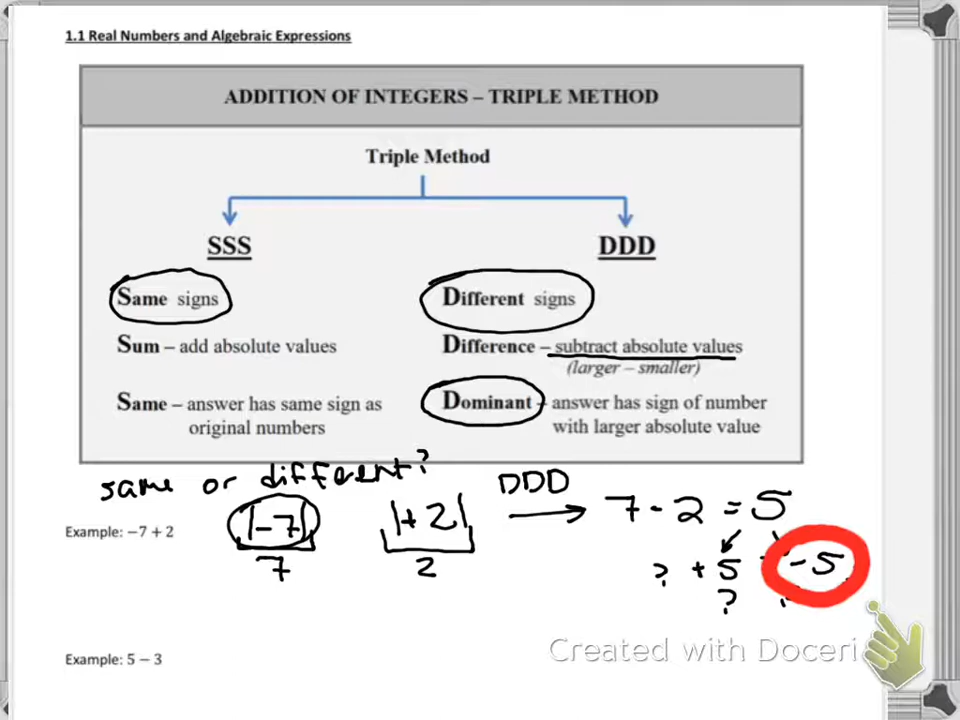 1.1 Real Numbers and Algebraic Expressions
ADDITION OF INTEGERS – TRIPLE METHOD
Triple Method
SSS
DDD
Same signs
Different signs
Sum – add absolute values
Difference – subtract absolute values
(larger – smaller)
Same – answer has same sign as
original numbers
Dominant – answer has sign of number
with larger absolute value
same or different?
DDD
Example: −7 + 2
|-7|
|+2|
7 - 2 = 5
7
2
? + 5
- 5
?
Example: 5 – 3
Created with Doceri